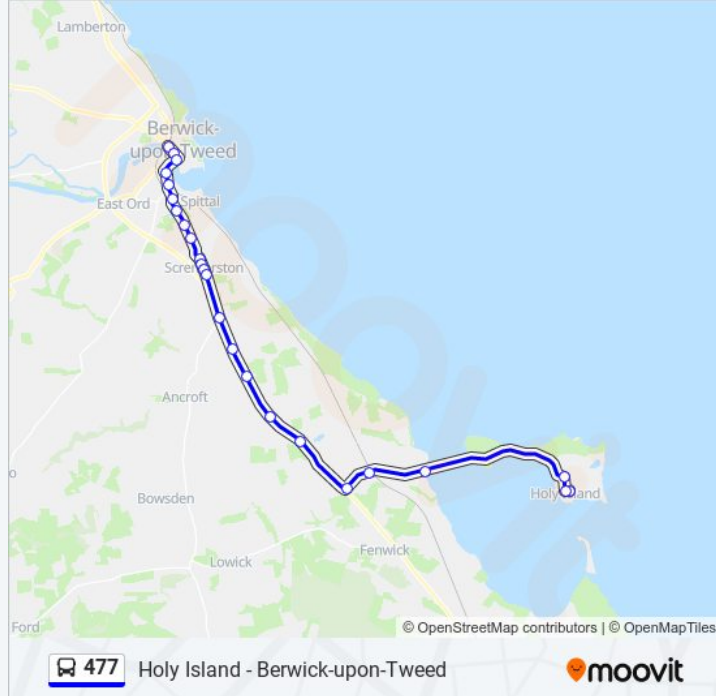 Lamberton
Berwick-
upon-Tweed
East Ord
Spittal
Scremerston
Ancroft
Bowsden
Holy Island
Fenwick
Lowick
Ford
© OpenStreetMap contributors | © OpenMapTiles
477 Holy Island - Berwick-upon-Tweed
moovit